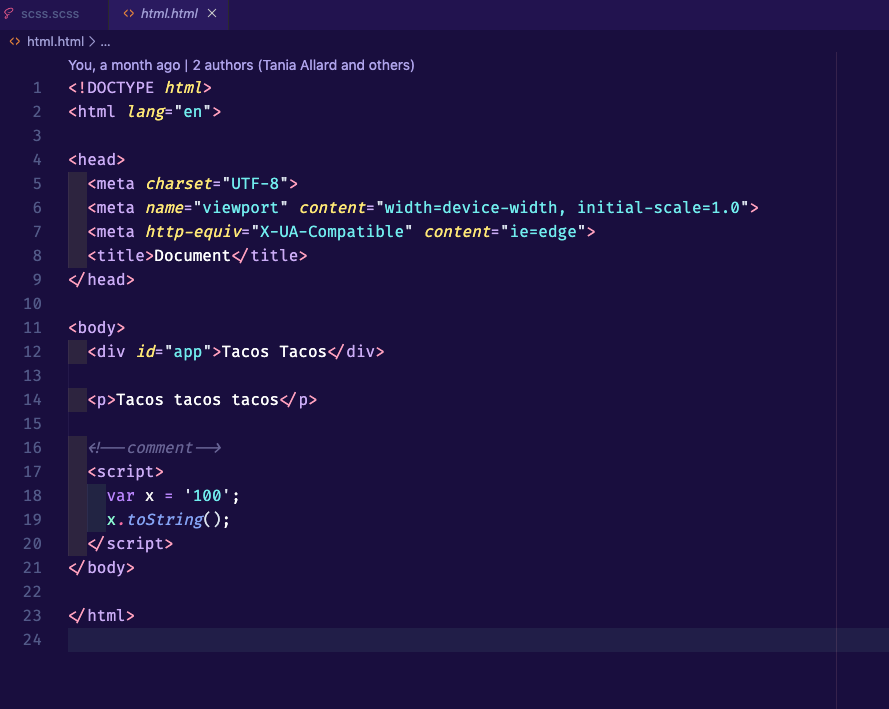 scss.scss <> html.html ×
<> html.html > ...
You, a month ago | 2 authors (Tania Allard and others)
1 <!DOCTYPE html>
2 <html lang="en">
3
4 <head>
5 <meta charset="UTF-8">
6 <meta name="viewport" content="width=device-width, initial-scale=1.0">
7 <meta http-equiv="X-UA-Compatible" content="ie=edge">
8 <title>Document</title>
9 </head>
10
11 <body>
12 <div id="app">Tacos Tacos</div>
13
14 <p>Tacos tacos tacos</p>
15
16 <!--comment-->
17 <script>
18 var x = '100';
19 x.toString();
20 </script>
21 </body>
22
23 </html>
24